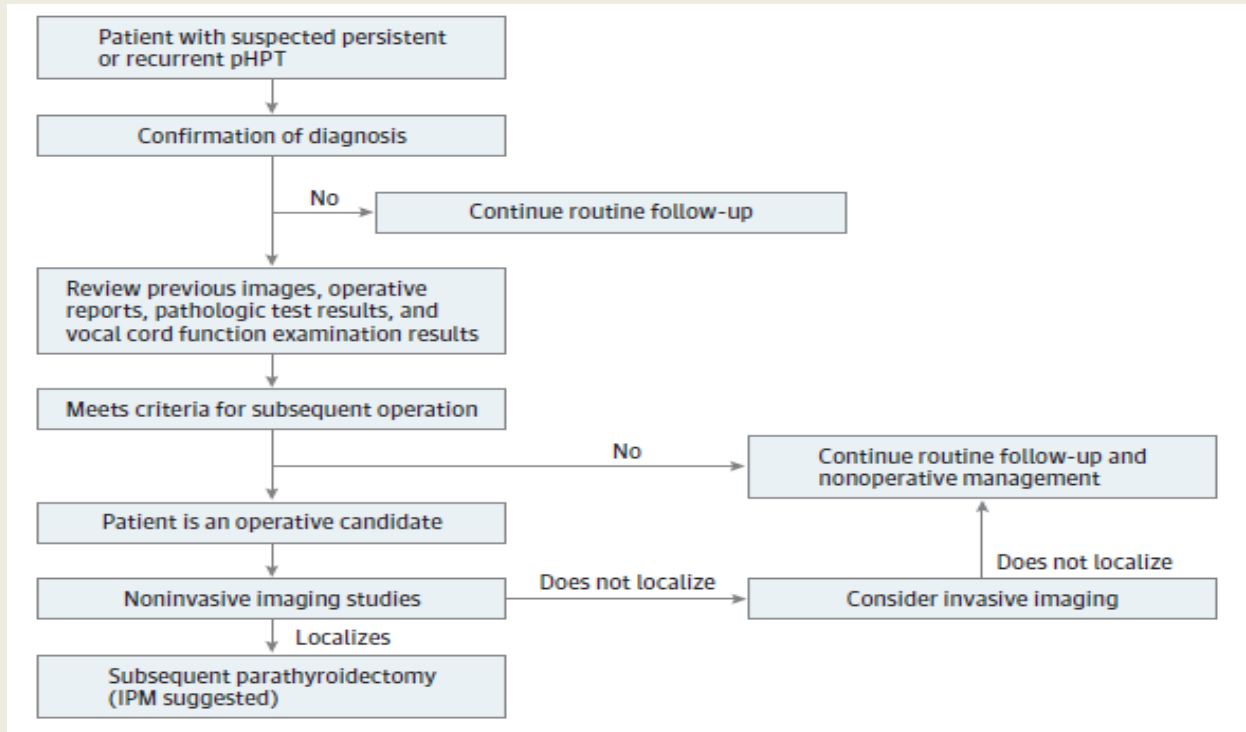 Patient with suspected persistent
or recurrent pHPT
Confirmation of diagnosis
No
Continue routine follow-up
Review previous images, operative
reports, pathologic test results, and
vocal cord function examination results
Meets criteria for subsequent operation
No
Continue routine follow-up and
nonoperative management
Patient is an operative candidate
Does not localize
Noninvasive imaging studies
Does not localize
Consider invasive imaging
Localizes
Subsequent parathyroidectomy
(IPM suggested)